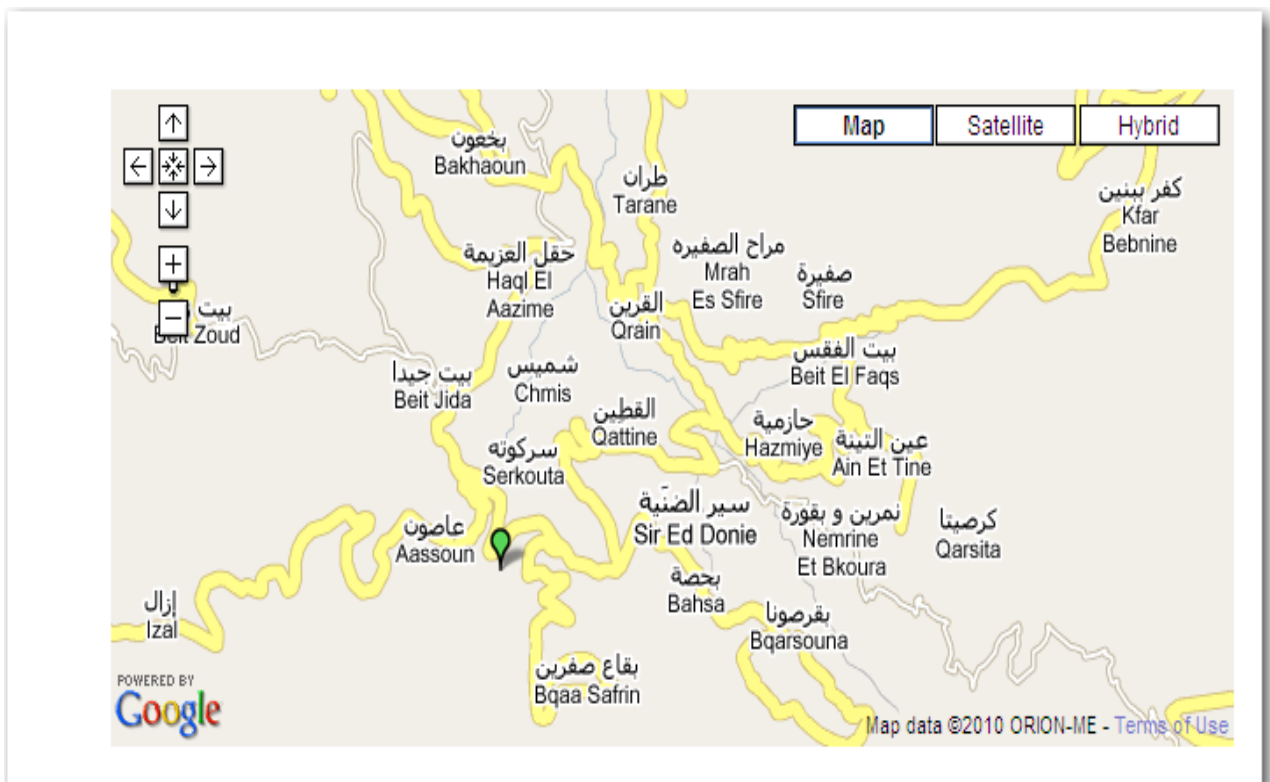 Map
Satellite
Hybrid
بخعون
Bakhaoun
طران
Tarane
كفر ببنين
Kfar
Bebnine
حقل العزيمة
Haql El
Aazime
مراح الصفيره
Mrah
Es Sfire
صفيرة
Sfire
القرين
Qrain
بيت
Zoud
بيت الفقس
Beit El Faqs
بيت جيدا
Beit Jida
شميس
Chmis
القطين
Qattine
حازمية
Hazmiye
عين التينة
Ain Et Tine
سركوته
Serkouta
سير الضنّية
Sir Ed Donie
نمرين و بقورة
Nemrine
Et Bkoura
كرصيتا
Qarsita
عاصون
Aassoun
بحصة
Bahsa
إزال
Izal
بقرصونا
Bqarsouna
بقاع صفرين
Bqaa Safrin
POWERED BY
Google
Map data ©2010 ORION-ME - Terms of Use